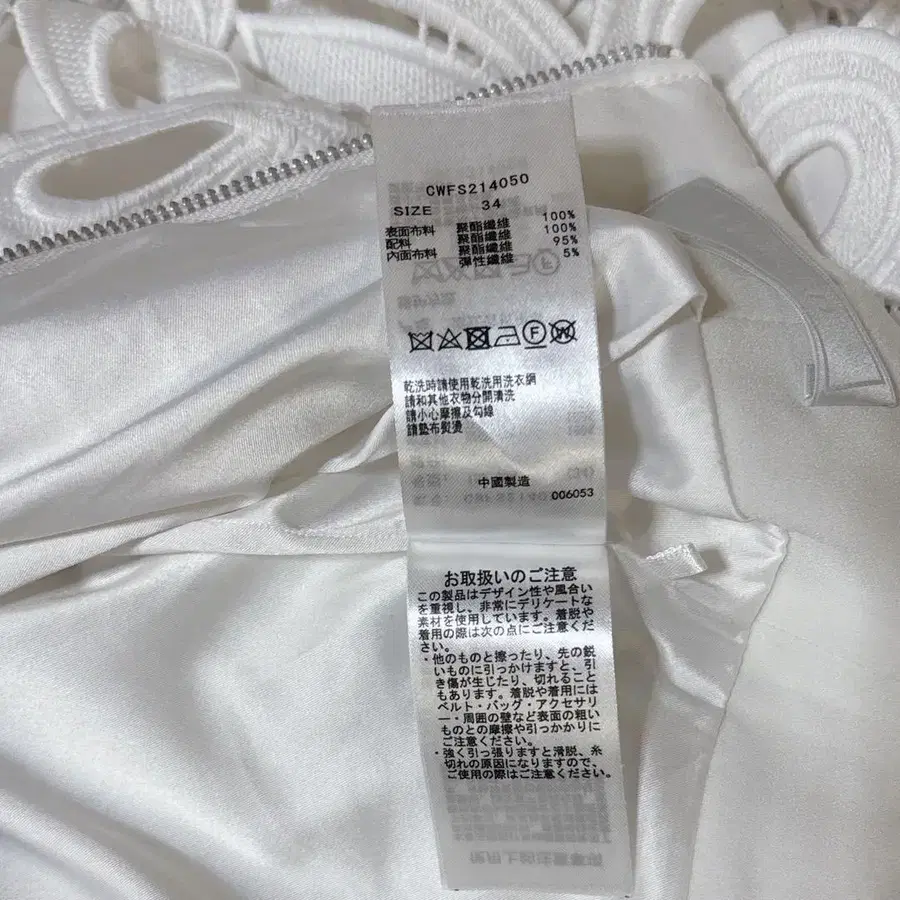 CWFS214050
SIZE 34
表面布料 聚酯纖維 100%
配料 聚酯纖維 100%
內面布料 聚酯纖維 95%
彈性纖維 5%
F W
乾洗時請使用乾洗用洗衣網
請和其他衣物分開清洗
請小心摩擦及勾線
請墊布熨燙
中國製造
006053
お取扱いのご注意
この製品はデザイン性や風合い
を重視し、非常にデリケートな
素材を使用しています。着脱や
着用の際は次の点にご注意くだ
さい。
・他のものと擦ったり、先の鋭
いものに引っかけますと、引
き傷が生じたり、切れること
もあります。着脱や着用には
ベルト・バッグ・アクセサリ
ー・周囲の壁など表面の粗い
ものとの摩擦や引っかかりに
ご注意ください。
・強く引っ張りますと滑脱、糸
切れの原因になりますので、
ご使用の際はご注意ください。